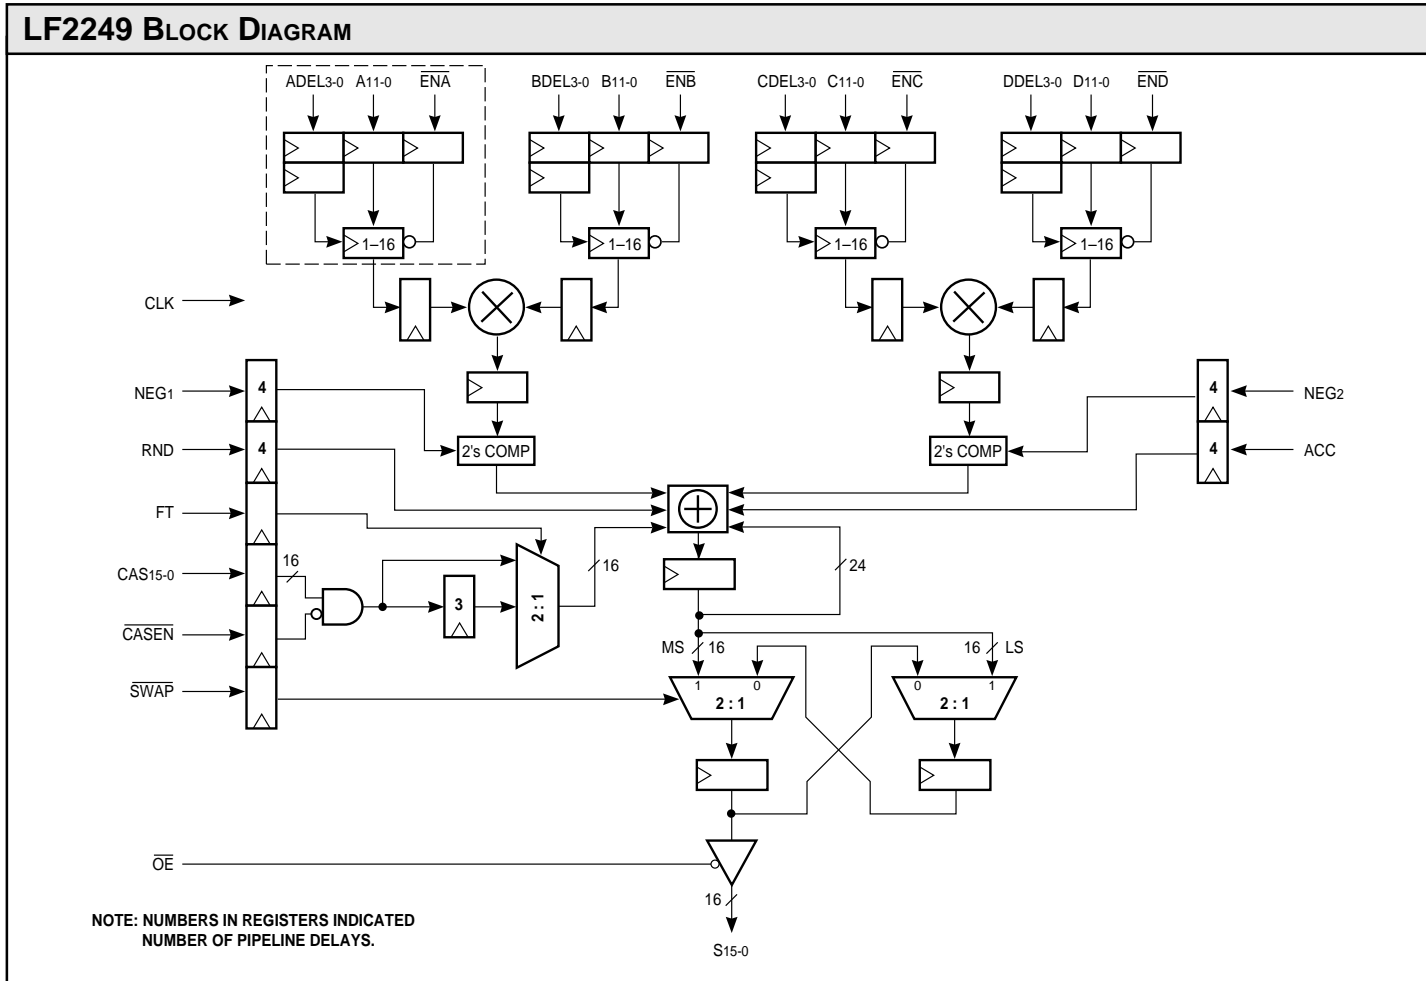 LF2249 BLOCK DIAGRAM
ADEL3-0 A11-0 ENA BDEL3-0 B11-0 ENB CDEL3-0 C11-0 ENC DDEL3-0 D11-0 END
1–16 1–16 1–16 1–16
CLK
NEG1 4 4 NEG2
2's COMP 2's COMP
RND 4 4 ACC
FT
16 24
CAS15-0 16
3 2 : 1
CASEN
MS 16 16 LS
SWAP 1 0 0 1
2 : 1 2 : 1
OE
16
NOTE: NUMBERS IN REGISTERS INDICATED
NUMBER OF PIPELINE DELAYS.
S15-0